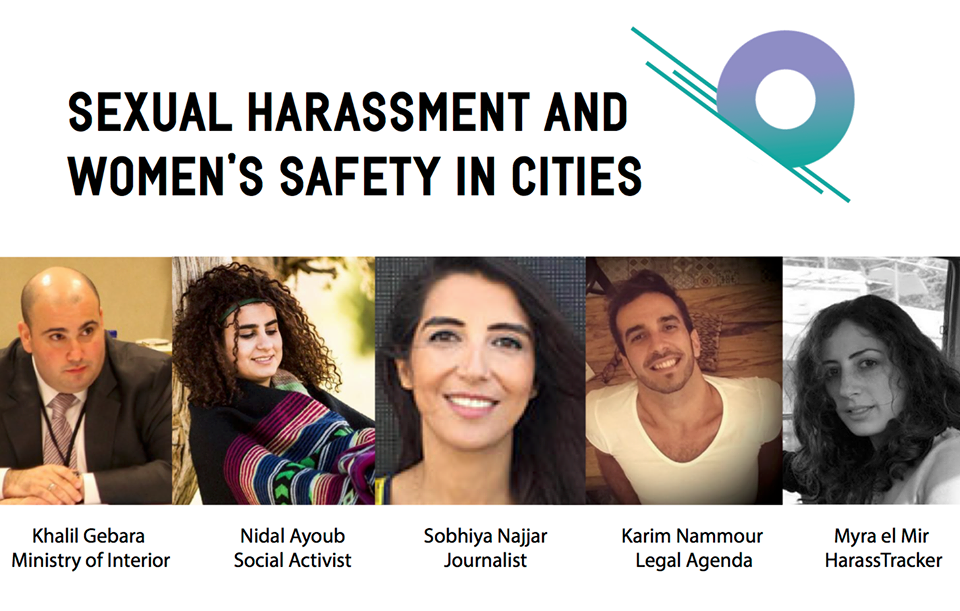 SEXUAL HARASSMENT AND
WOMEN'S SAFETY IN CITIES
Khalil Gebara
Ministry of Interior
Nidal Ayoub
Social Activist
Sobhiya Najjar
Journalist
Karim Nammour
Legal Agenda
Myra el Mir
HarassTracker